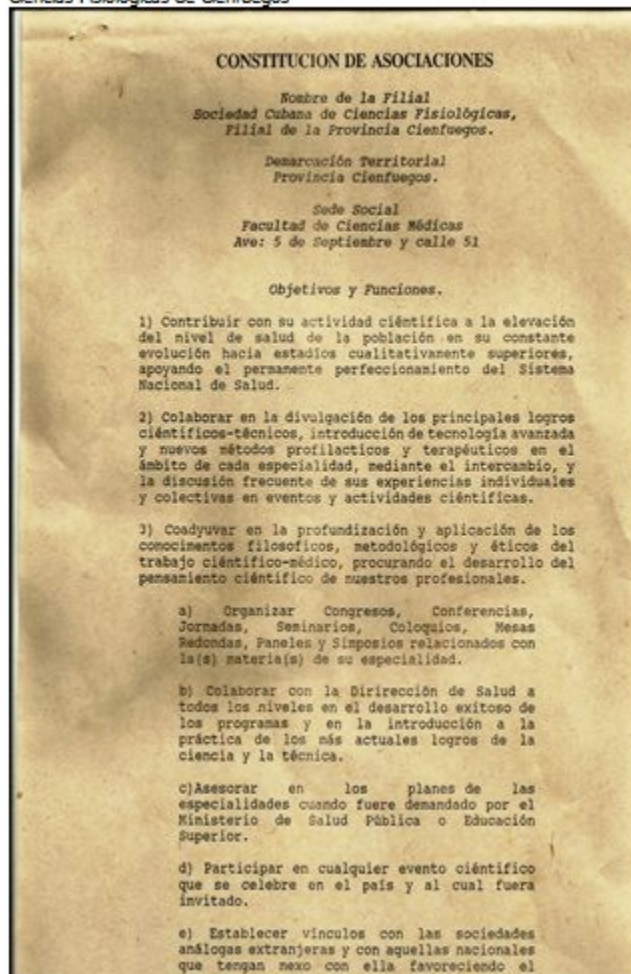 Ciencias Fisiológicas de Cienfuegos
CONSTITUCION DE ASOCIACIONES
Nombre de la Filial
Sociedad Cubana de Ciencias Fisiológicas,
Filial de la Provincia Cienfuegos.
Demarcación Territorial
Provincia Cienfuegos.
Sede Social
Facultad de Ciencias Médicas
Ave: 5 de Septiembre y calle 51
Objetivos y Funciones.
1) Contribuir con su actividad ciéntifica a la elevación
del nivel de salud de la población en su constante
evolución hacia estadios cualitativamente superiores,
apoyando el permanente perfeccionamiento del Sistema
Nacional de Salud.
2) Colaborar en la divulgación de los principales logros
ciéntificos-técnicos, introducción de tecnología avanzada
y nuevos métodos profilacticos y terapéuticos en el
ámbito de cada especialidad, mediante el intercambio, y
la discusión frecuente de sus experiencias individuales
y colectivas en eventos y actividades ciéntificas.
3) Coadyuvar en la profundización y aplicación de los
conocimentos filosoficos, metodológicos y éticos del
trabajo ciéntifico-médico, procurando el desarrollo del
pensamiento ciéntifico de nuestros profesionales.
a) Organizar Congresos, Conferencias,
Jornadas, Seminarios, Coloquios, Mesas
Redondas, Paneles y Simposios relacionados con
la(s) materia(s) de su especialidad.
b) Colaborar con la Dirirección de Salud a
todos los niveles en el desarrollo exitoso de
los programas y en la introducción a la
práctica de los más actuales logros de la
ciencia y la técnica.
c)Asesorar en los planes de las
especialidades cuando fuere demandado por el
Ministerio de Salud Pública o Educación
Superior.
d) Participar en cualquier evento ciéntifico
que se celebre en el país y al cual fuera
invitado.
e) Establecer vínculos con las sociedades
análogas extranjeras y con aquellas nacionales
que tengan nexo con ella favoreciendo el